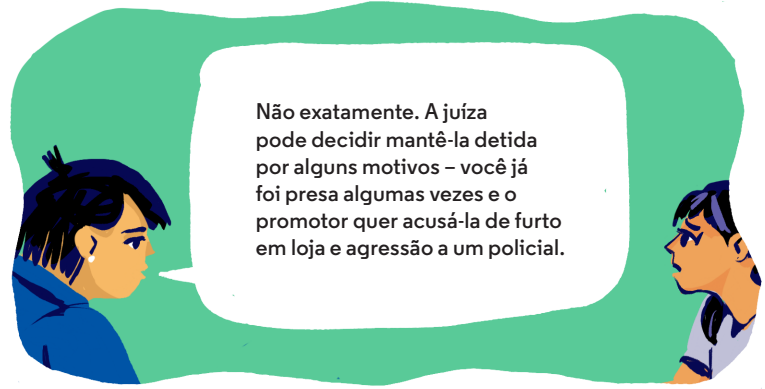 Não exatamente. A juíza
pode decidir mantê-la detida
por alguns motivos – você já
foi presa algumas vezes e o
promotor quer acusá-la de furto
em loja e agressão a um policial.